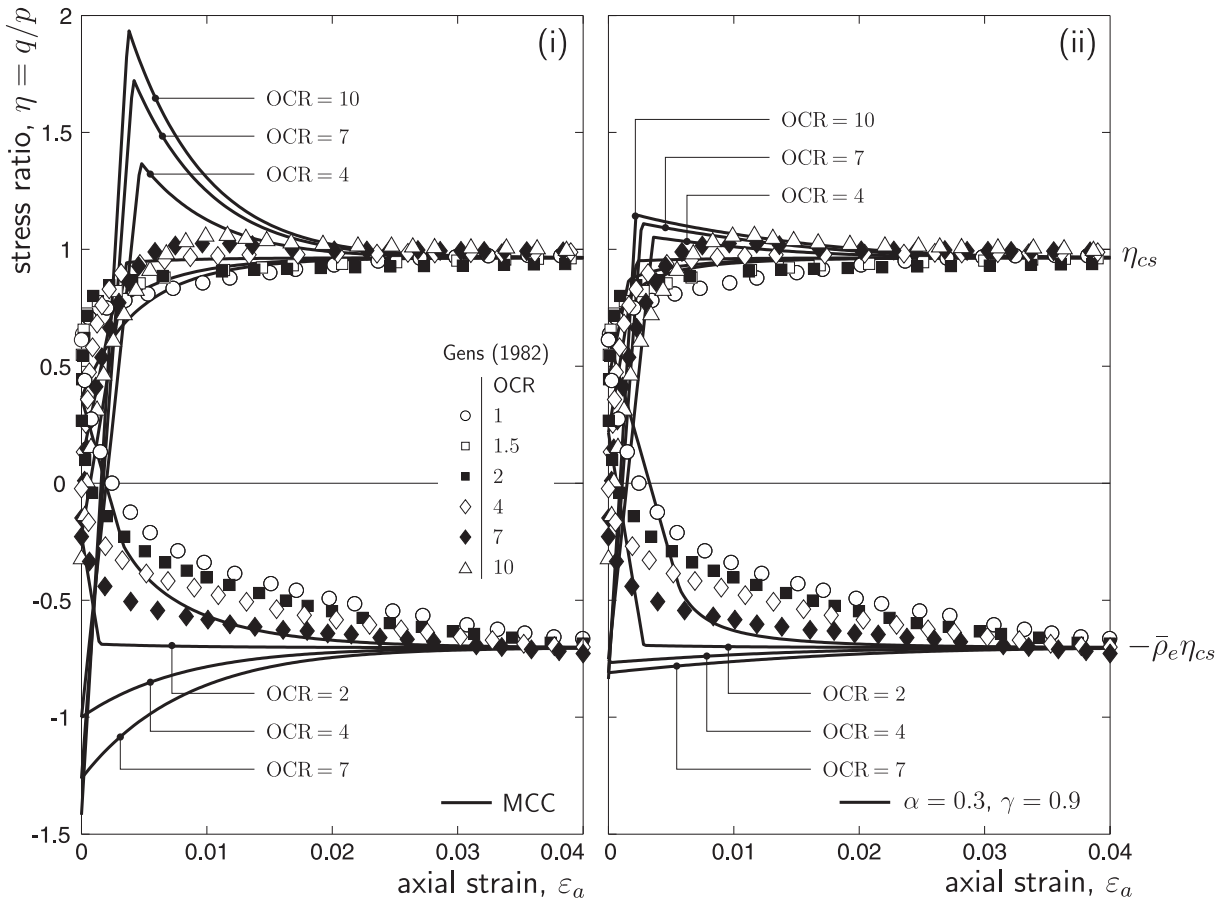 stress ratio, η = q/p
2
1.5
1
0.5
0
-0.5
-1
-1.5
(i)
OCR = 10
OCR = 7
OCR = 4
Gens (1982)
OCR
1
1.5
2
4
7
10
OCR = 2
OCR = 4
OCR = 7
MCC
0 0.01 0.02 0.03 0.04
axial strain, εₐ
(ii)
OCR = 10
OCR = 7
OCR = 4
η_cs
−ρ̄_e η_cs
OCR = 2
OCR = 4
OCR = 7
α = 0.3, γ = 0.9
0 0.01 0.02 0.03 0.04
axial strain, εₐ